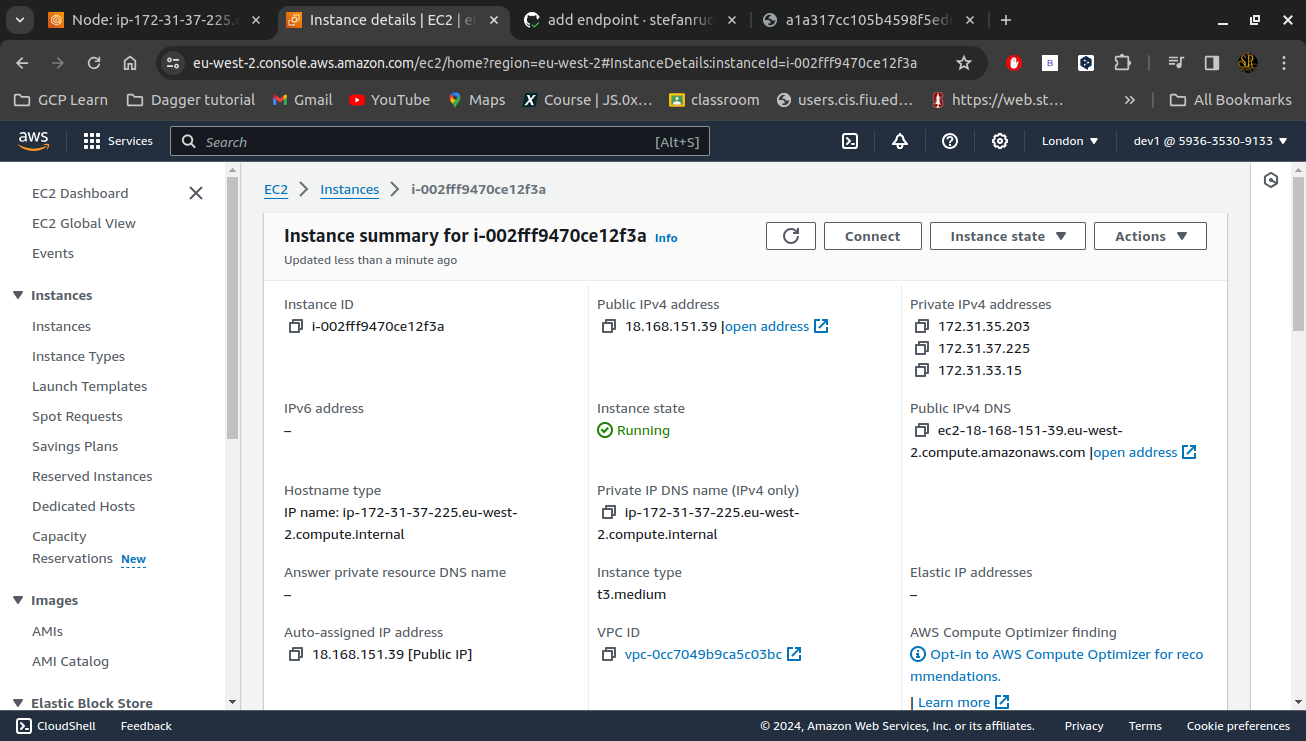 Node: ip-172-31-37-225.e
Instance details | EC2 | eu
add endpoint · stefanruc
a1a317cc105b4598f5ed
eu-west-2.console.aws.amazon.com/ec2/home?region=eu-west-2#InstanceDetails:instanceId=i-002fff9470ce12f3a
GCP Learn
Dagger tutorial
Gmail
YouTube
Maps
Course | JS.0x...
classroom
users.cis.fiu.ed...
https://web.st...
All Bookmarks
aws
Services
Search
[Alt+S]
London
dev1 @ 5936-3530-9133
EC2 Dashboard
EC2 Global View
Events
Instances
Instances
Instance Types
Launch Templates
Spot Requests
Savings Plans
Reserved Instances
Dedicated Hosts
Capacity
Reservations New
Images
AMIs
AMI Catalog
Elastic Block Store
EC2
Instances
i-002fff9470ce12f3a
Instance summary for i-002fff9470ce12f3a Info
Updated less than a minute ago
Connect
Instance state
Actions
Instance ID
i-002fff9470ce12f3a
Public IPv4 address
18.168.151.39 |open address
Private IPv4 addresses
172.31.35.203
172.31.37.225
172.31.33.15
IPv6 address
–
Instance state
Running
Public IPv4 DNS
ec2-18-168-151-39.eu-west-
2.compute.amazonaws.com |open address
Hostname type
IP name: ip-172-31-37-225.eu-west-
2.compute.internal
Private IP DNS name (IPv4 only)
ip-172-31-37-225.eu-west-
2.compute.internal
Answer private resource DNS name
–
Instance type
t3.medium
Elastic IP addresses
–
Auto-assigned IP address
18.168.151.39 [Public IP]
VPC ID
vpc-0cc7049b9ca5c03bc
AWS Compute Optimizer finding
Opt-in to AWS Compute Optimizer for reco
mmendations.
| Learn more
CloudShell
Feedback
© 2024, Amazon Web Services, Inc. or its affiliates.
Privacy
Terms
Cookie preferences